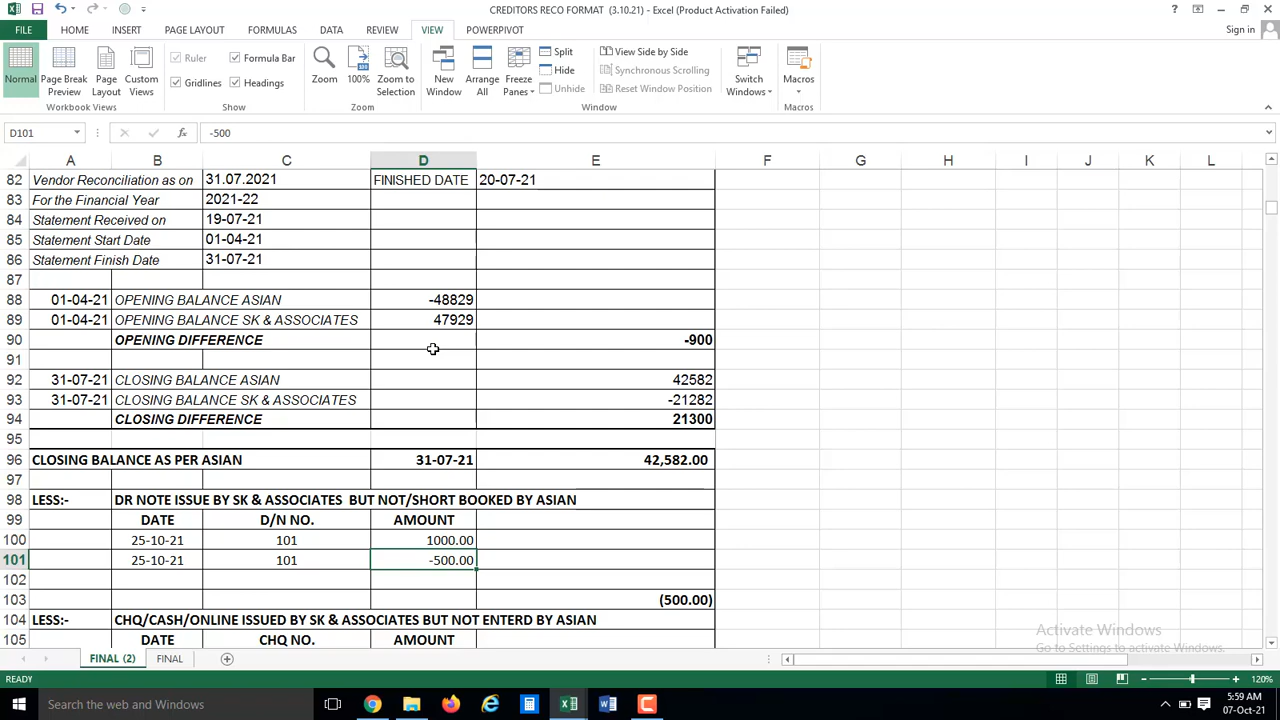 CREDITORS RECO FORMAT (3.10.21) - Excel (Product Activation Failed)
FILE HOME INSERT PAGE LAYOUT FORMULAS DATA REVIEW VIEW POWERPIVOT Sign in
Normal Page Break Preview Page Layout Custom Views
Workbook Views
Ruler Formula Bar
Gridlines Headings
Show
Zoom 100% Zoom to Selection
Zoom
New Window Arrange All Freeze Panes
Split
Hide
Unhide
View Side by Side
Synchronous Scrolling
Reset Window Position
Window
Switch Windows
Macros
Macros
D101 fx -500
A B C D E F G H I J K L
82 Vendor Reconciliation as on 31.07.2021 FINISHED DATE 20-07-21
83 For the Financial Year 2021-22
84 Statement Received on 19-07-21
85 Statement Start Date 01-04-21
86 Statement Finish Date 31-07-21
87
88 01-04-21 OPENING BALANCE ASIAN -48829
89 01-04-21 OPENING BALANCE SK & ASSOCIATES 47929
90 OPENING DIFFERENCE -900
91
92 31-07-21 CLOSING BALANCE ASIAN 42582
93 31-07-21 CLOSING BALANCE SK & ASSOCIATES -21282
94 CLOSING DIFFERENCE 21300
95
96 CLOSING BALANCE AS PER ASIAN 31-07-21 42,582.00
97
98 LESS:- DR NOTE ISSUE BY SK & ASSOCIATES BUT NOT/SHORT BOOKED BY ASIAN
99 DATE D/N NO. AMOUNT
100 25-10-21 101 1000.00
101 25-10-21 101 -500.00
102
103 (500.00)
104 LESS:- CHQ/CASH/ONLINE ISSUED BY SK & ASSOCIATES BUT NOT ENTERD BY ASIAN
105 DATE CHQ NO. AMOUNT
Activate Windows
Go to Settings to activate Windows.
FINAL (2) FINAL
READY 120%
Search the web and Windows
5:59 AM
07-Oct-21